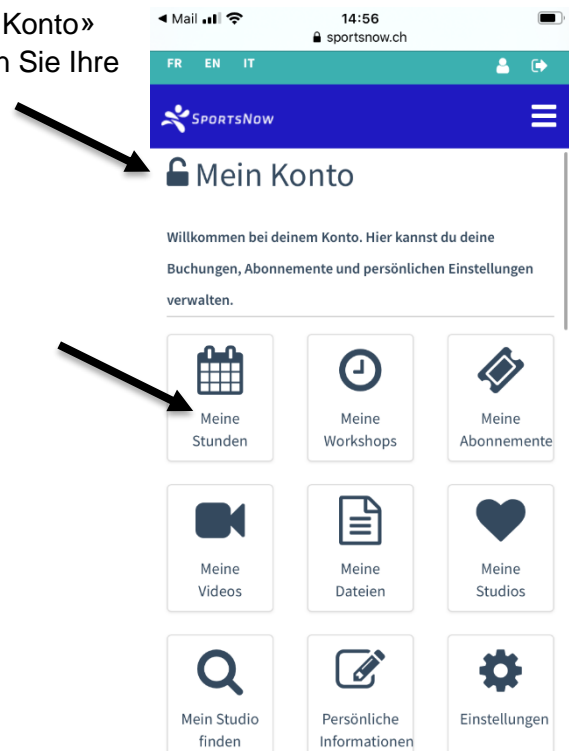 Konto»
Sie Ihre
◀ Mail
14:56
sportsnow.ch
FR EN IT
SPORTSNOW
Mein Konto
Willkommen bei deinem Konto. Hier kannst du deine
Buchungen, Abonnemente und persönlichen Einstellungen
verwalten.
Meine
Stunden
Meine
Workshops
Meine
Abonnemente
Meine
Videos
Meine
Dateien
Meine
Studios
Mein Studio
finden
Persönliche
Informationen
Einstellungen